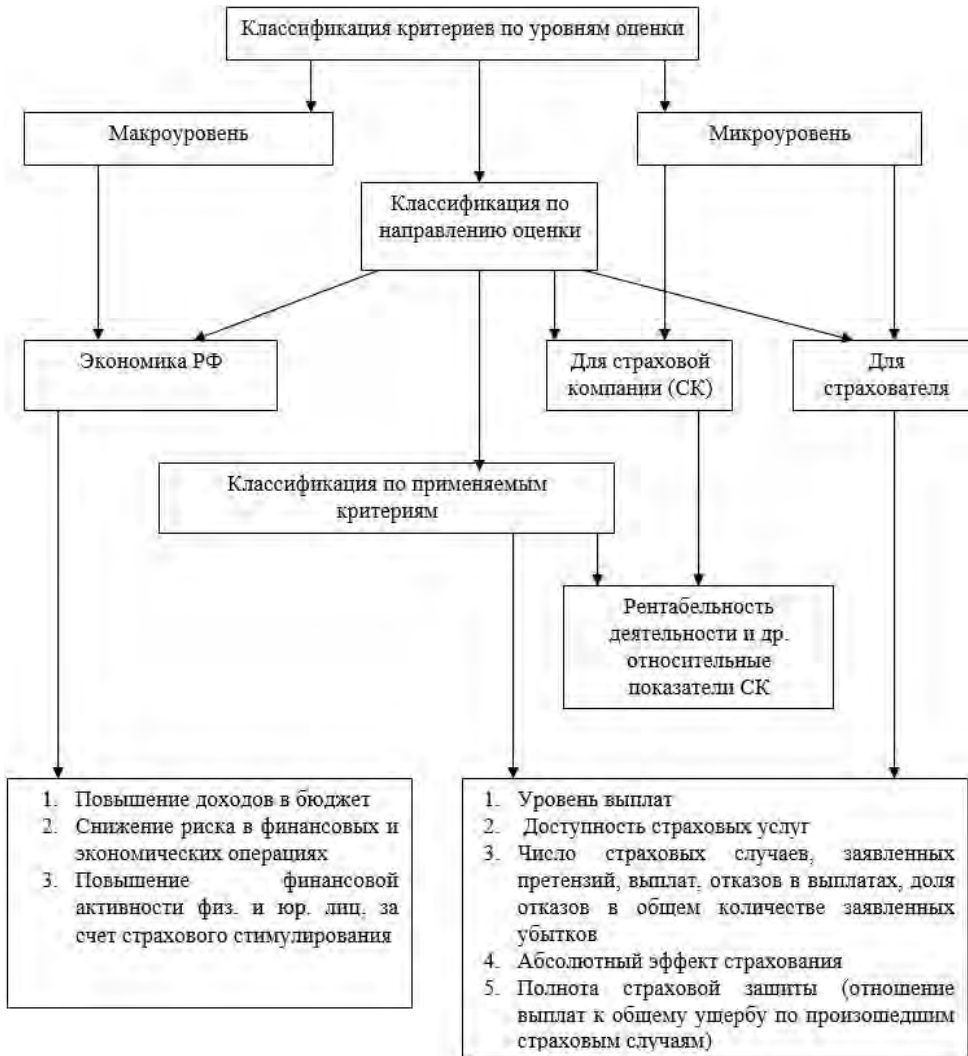 Классификация критериев по уровням оценки
Макроуровень
Микроуровень
Классификация по
направлению оценки
Экономика РФ
Для страховой
компании (СК)
Для
страхователя
Классификация по применяемым
критериям
Рентабельность
деятельности и др.
относительные
показатели СК
1. Повышение доходов в бюджет
2. Снижение риска в финансовых и
экономических операциях
3. Повышение финансовой
активности физ. и юр. лиц, за
счет страхового стимулирования
1. Уровень выплат
2. Доступность страховых услуг
3. Число страховых случаев, заявленных
претензий, выплат, отказов в выплатах, доля
отказов в общем количестве заявленных
убытков
4. Абсолютный эффект страхования
5. Полнота страховой защиты (отношение
выплат к общему ущербу по произошедшим
страховым случаям)